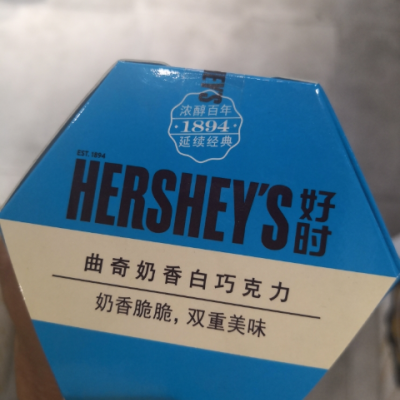 EY'S
浓醇百年
1894
延续经典
EST.1894
HERSHEY'S 好时
曲奇奶香白巧克力
奶香脆脆,双重美味